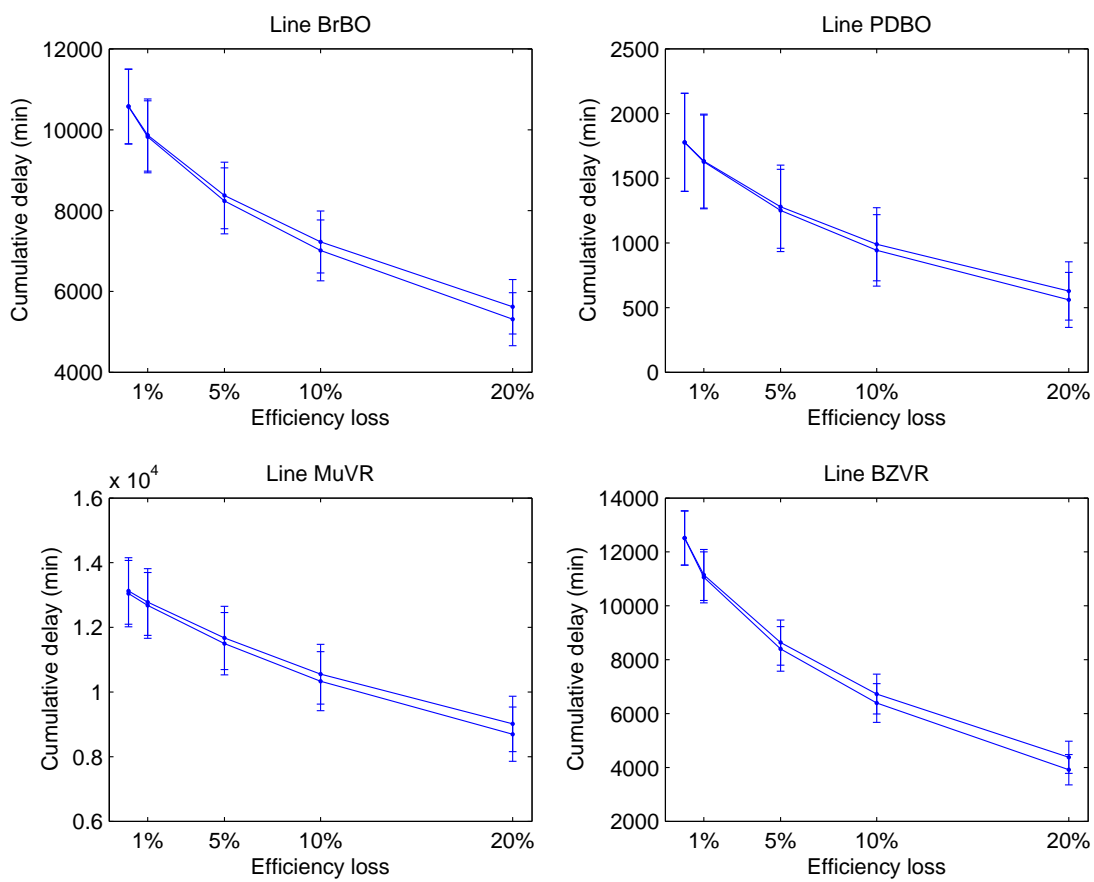 Line BrBO
12000
10000
8000
6000
4000
Cumulative delay (min)
1% 5% 10% 20%
Efficiency loss
Line PDBO
2500
2000
1500
1000
500
0
Cumulative delay (min)
1% 5% 10% 20%
Efficiency loss
Line MuVR
x 10^4
1.6
1.4
1.2
1
0.8
0.6
Cumulative delay (min)
1% 5% 10% 20%
Efficiency loss
Line BZVR
14000
12000
10000
8000
6000
4000
2000
Cumulative delay (min)
1% 5% 10% 20%
Efficiency loss